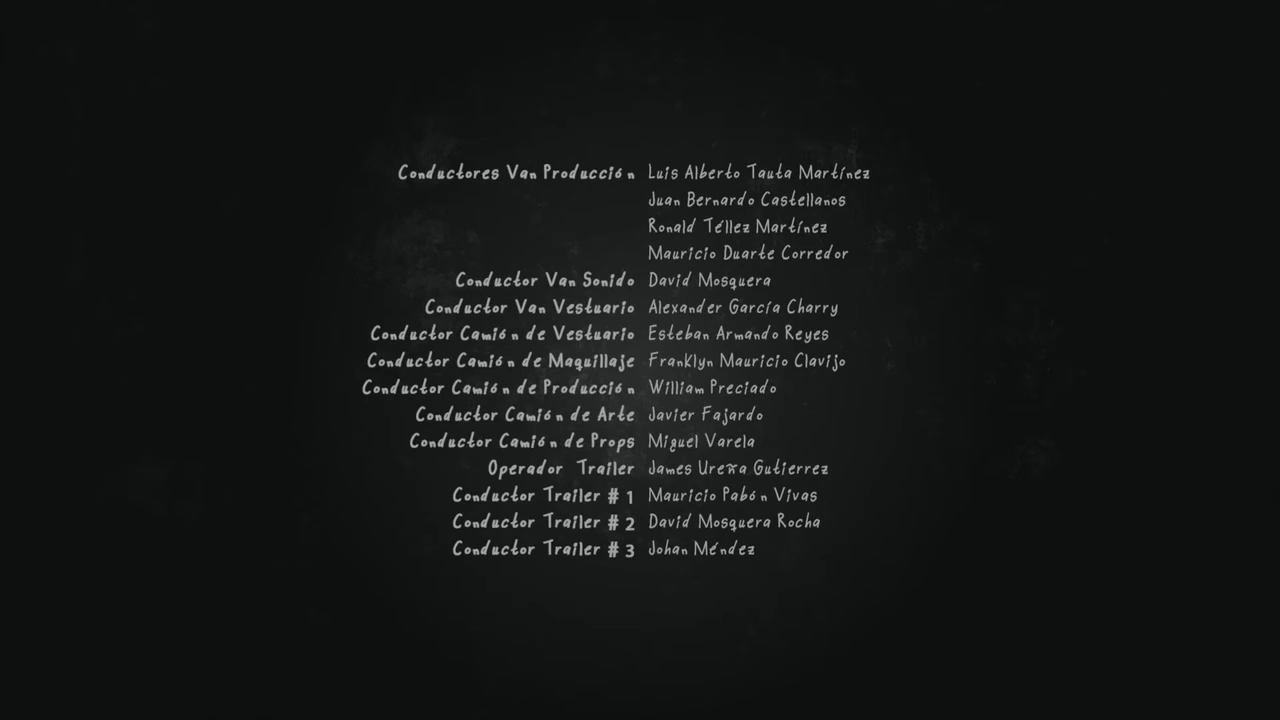 Conductores Van Producción Luis Alberto Tauta Martínez
Juan Bernardo Castellanos
Ronald Téllez Martínez
Mauricio Duarte Corredor
Conductor Van Sonido David Mosquera
Conductor Van Vestuario Alexander García Charry
Conductor Camión de Vestuario Esteban Armando Reyes
Conductor Camión de Maquillaje Franklyn Mauricio Clavijo
Conductor Camión de Producción William Preciado
Conductor Camión de Arte Javier Fajardo
Conductor Camión de Props Miguel Varela
Operador Trailer James Ureña Gutierrez
Conductor Trailer # 1 Mauricio Pabón Vivas
Conductor Trailer # 2 David Mosquera Rocha
Conductor Trailer # 3 Johan Méndez